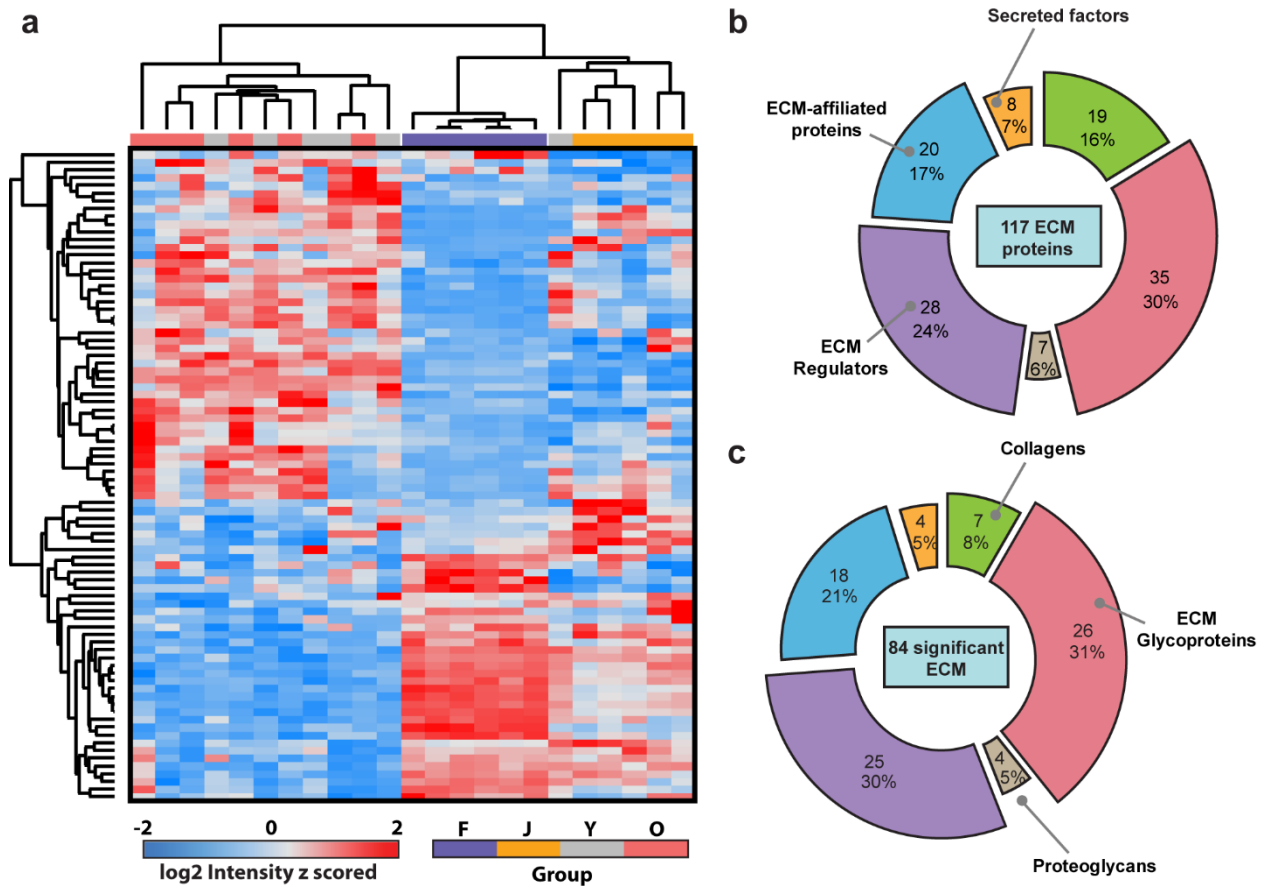 a
-2
0
2
log2 Intensity z scored
F
J
Y
O
Group
b
Secreted factors
ECM-affiliated
proteins
8
7%
19
16%
20
17%
117 ECM
proteins
35
30%
28
24%
ECM
Regulators
7
6%
c
Collagens
4
5%
7
8%
18
21%
26
31%
ECM
Glycoproteins
84 significant
ECM
25
30%
4
5%
Proteoglycans